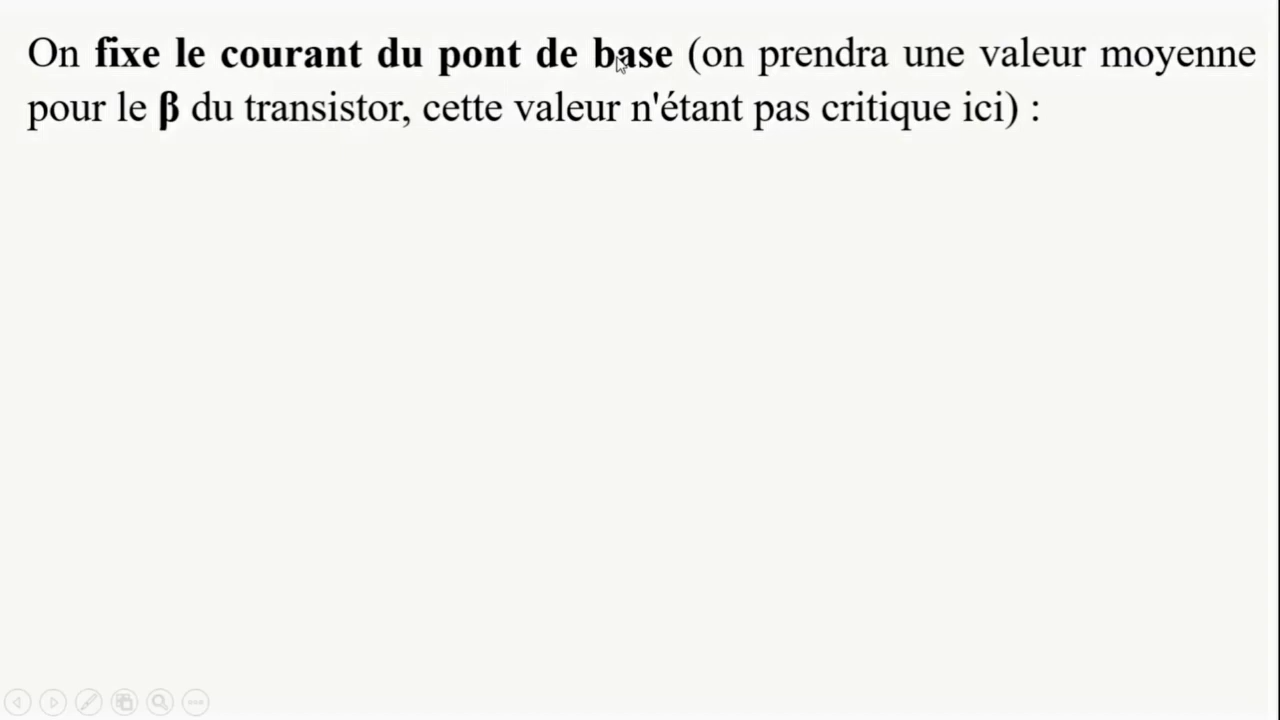 On fixe le courant du pont de base (on prendra une valeur moyenne
pour le β du transistor, cette valeur n'étant pas critique ici) :